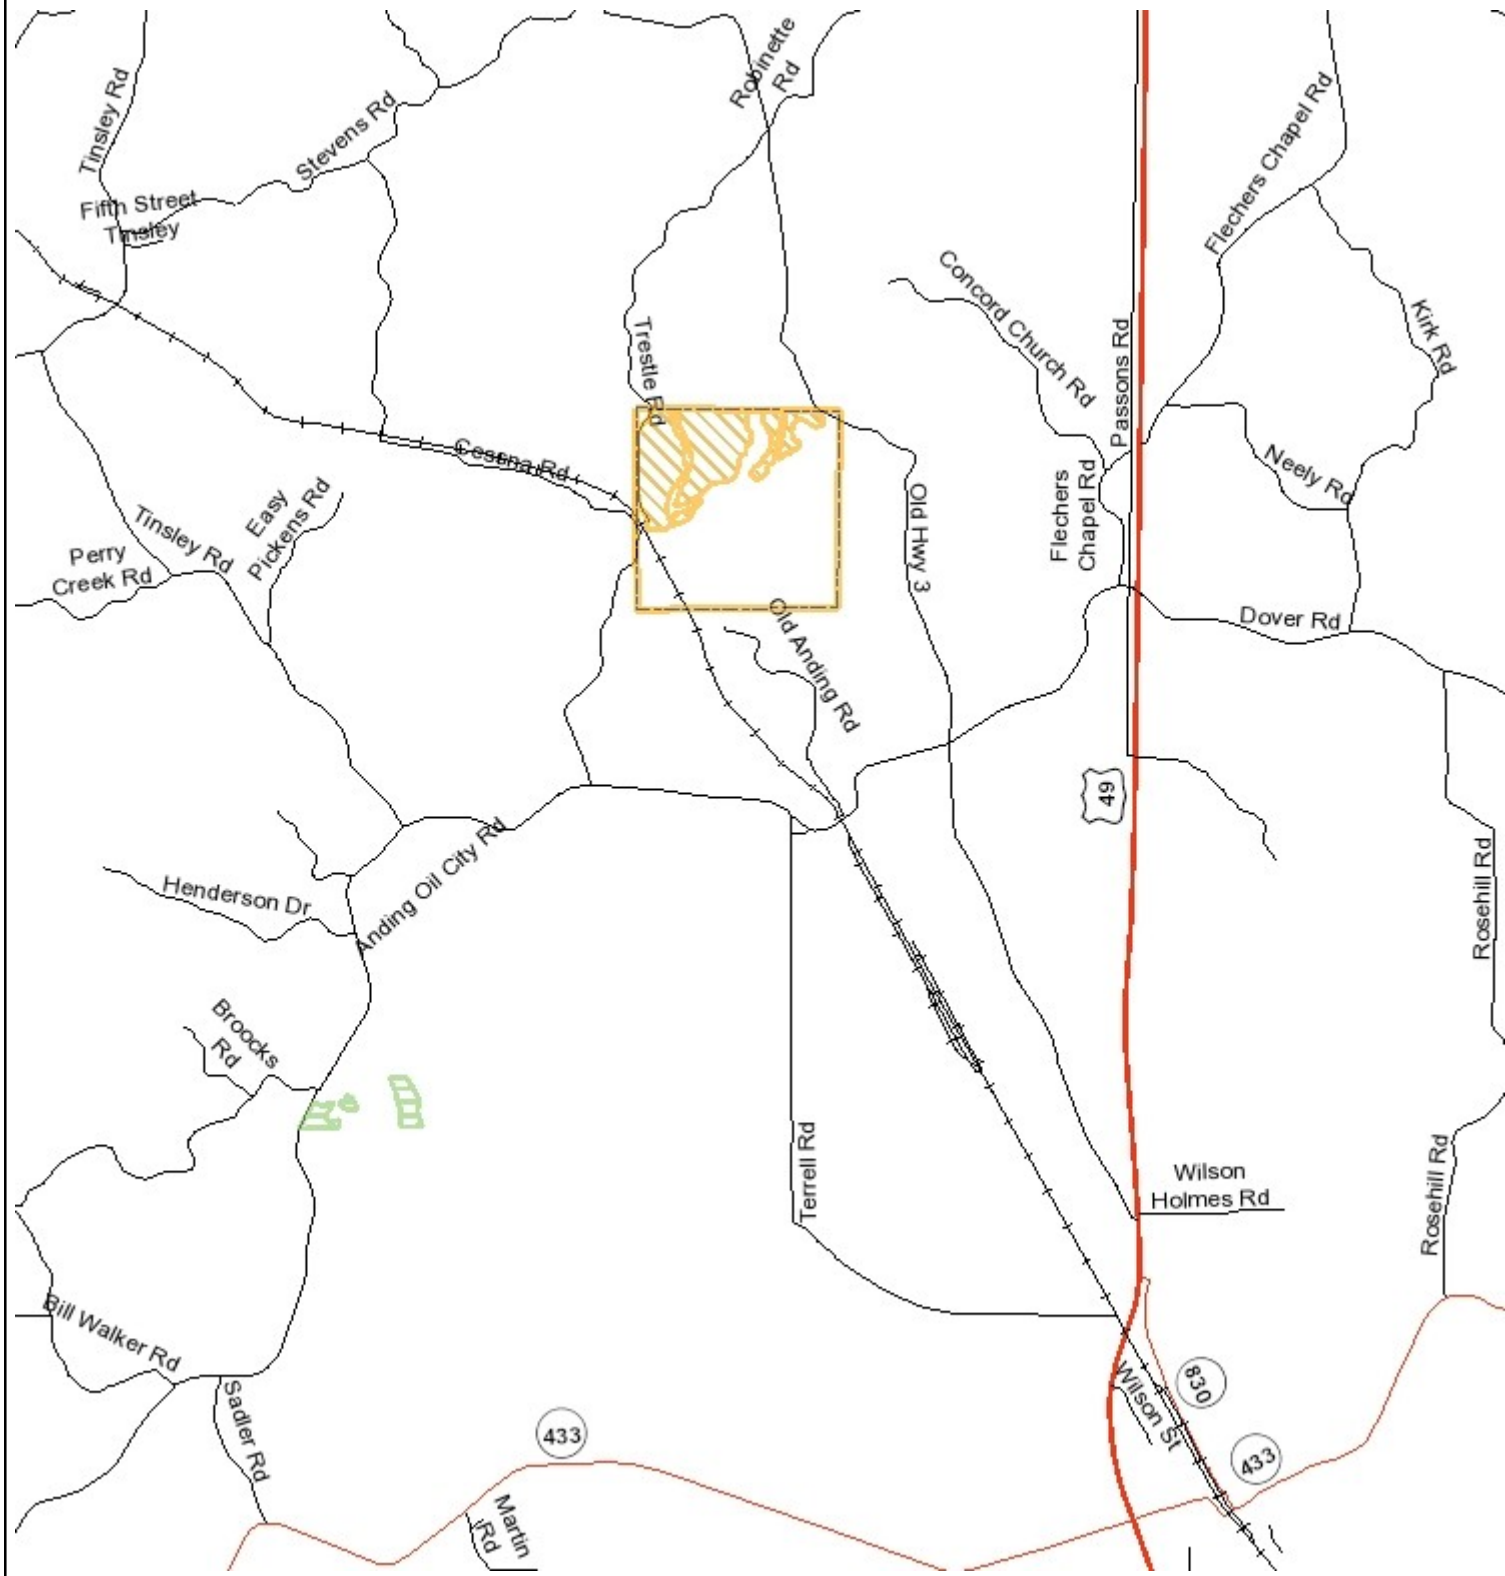 Robinette
Rd
Tinsley Rd
Stevens Rd
Flechers Chapel Rd
Fifth Street
Tinsley
Concord Church Rd
Kirk Rd
Trestle Rd
Passons Rd
Cessna Rd
Neely Rd
Easy
Pickens Rd
Tinsley Rd
Old Hwy 3
Flechers
Chapel Rd
Perry
Creek Rd
Dover Rd
Old Anding Rd
49
Anding Oil City Rd
Rosehill Rd
Henderson Dr
Broocks
Rd
Terrell Rd
Wilson
Holmes Rd
Rosehill Rd
Bill Walker Rd
Sadler Rd
830
Wilson St
433
433
Martin
Rd